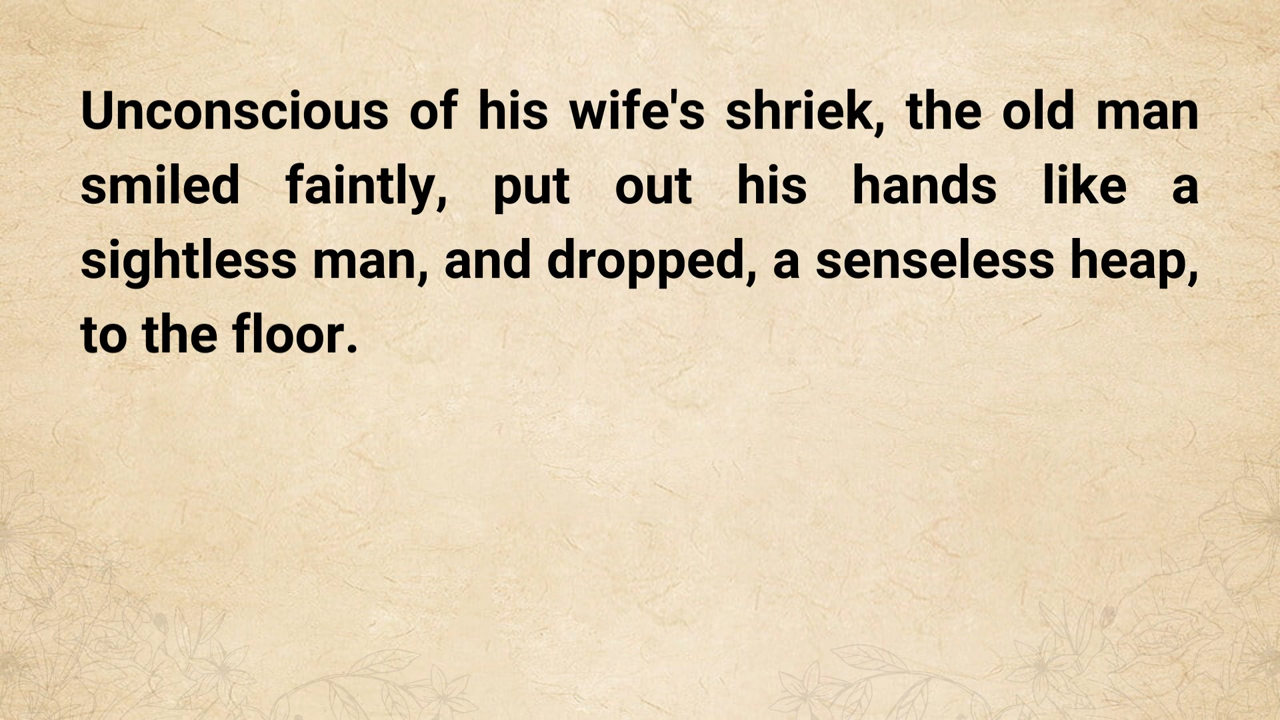 Unconscious of his wife's shriek, the old man
smiled faintly, put out his hands like a
sightless man, and dropped, a senseless heap,
to the floor.